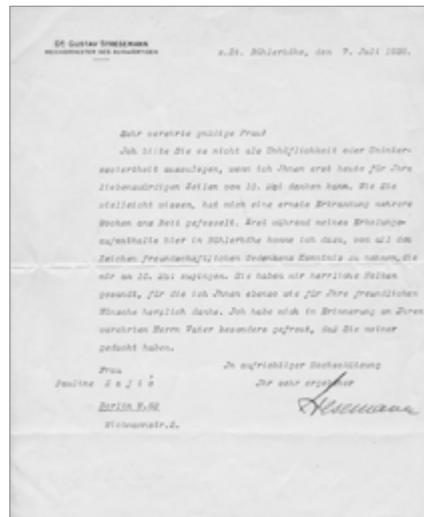 Dr. GUSTAV STRESEMANN
REICHSMINISTER DES AUSWÄRTIGEN
z.Zt. Bühlerhöhe, den 7. Juli 1928.
Sehr verehrte gnädige Frau!
Ich bitte Sie es nicht als Unhöflichkeit oder Uninter-
essiertheit auszulegen, wenn ich Ihnen erst heute für Ihre
liebenswürdigen Zeilen vom 10. Mai danken kann. Wie Sie
vielleicht wissen, hat mich eine ernste Erkrankung mehrere
Wochen ans Bett gefesselt. Erst während meines Erholungs-
aufenthalts hier in Bühlerhöhe komme ich dazu, von all den
Zeichen freundschaftlichen Gedenkens Kenntnis zu nehmen, die
mir am 10. Mai zugingen. Sie haben mir herrliche Nelken
gesandt, für die ich Ihnen ebenso wie für Ihre freundlichen
Wünsche herzlich danke. Ich habe mich in Erinnerung an Ihren
verehrten Herrn Vater besonders gefreut, daß Sie meiner
gedacht haben.
In aufrichtiger Hochschätzung
Ihr sehr ergebener
Stresemann
Frau
Pauline
Berlin W.62